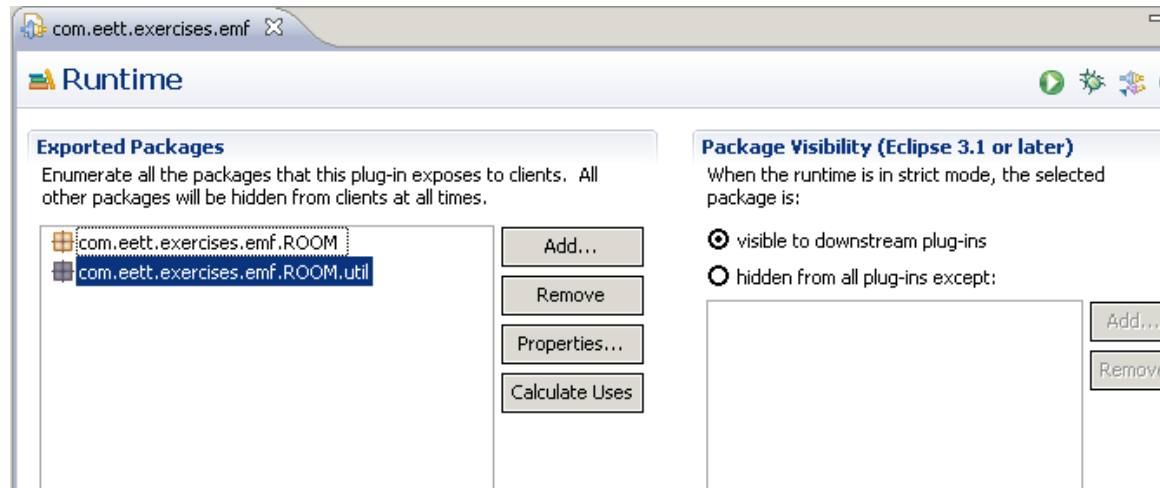 com.eett.exercises.emf
Runtime
Exported Packages
Enumerate all the packages that this plug-in exposes to clients. All
other packages will be hidden from clients at all times.
com.eett.exercises.emf.ROOM
com.eett.exercises.emf.ROOM.util
Add...
Remove
Properties...
Calculate Uses
Package Visibility (Eclipse 3.1 or later)
When the runtime is in strict mode, the selected
package is:
visible to downstream plug-ins
hidden from all plug-ins except:
Add...
Remove